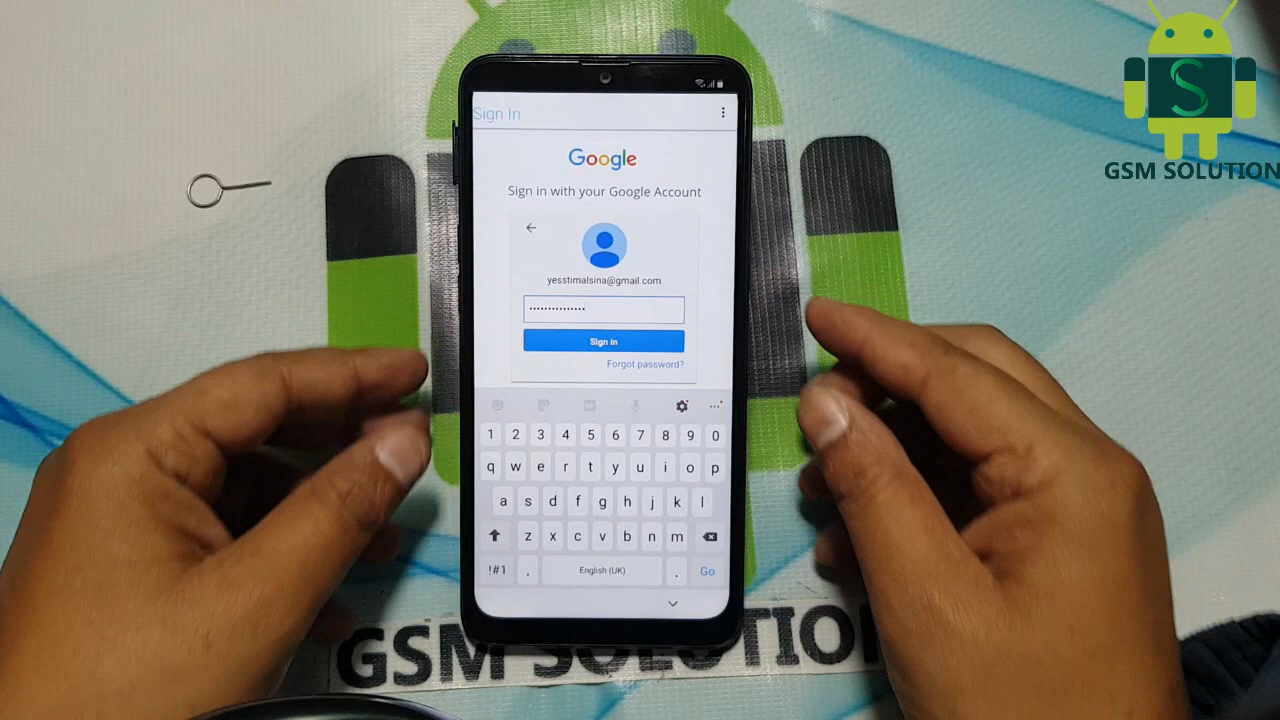 S
GSM SOLUTION
Sign In
Google
Sign in with your Google Account
yesstimalsina@gmail.com
•••••••••••••••
Sign in
Forgot password?
1 2 3 4 5 6 7 8 9 0
q w e r t y u i o p
a s d f g h j k l
z x c v b n m
!#1 , English (UK) . Go
GSM SOLUTION